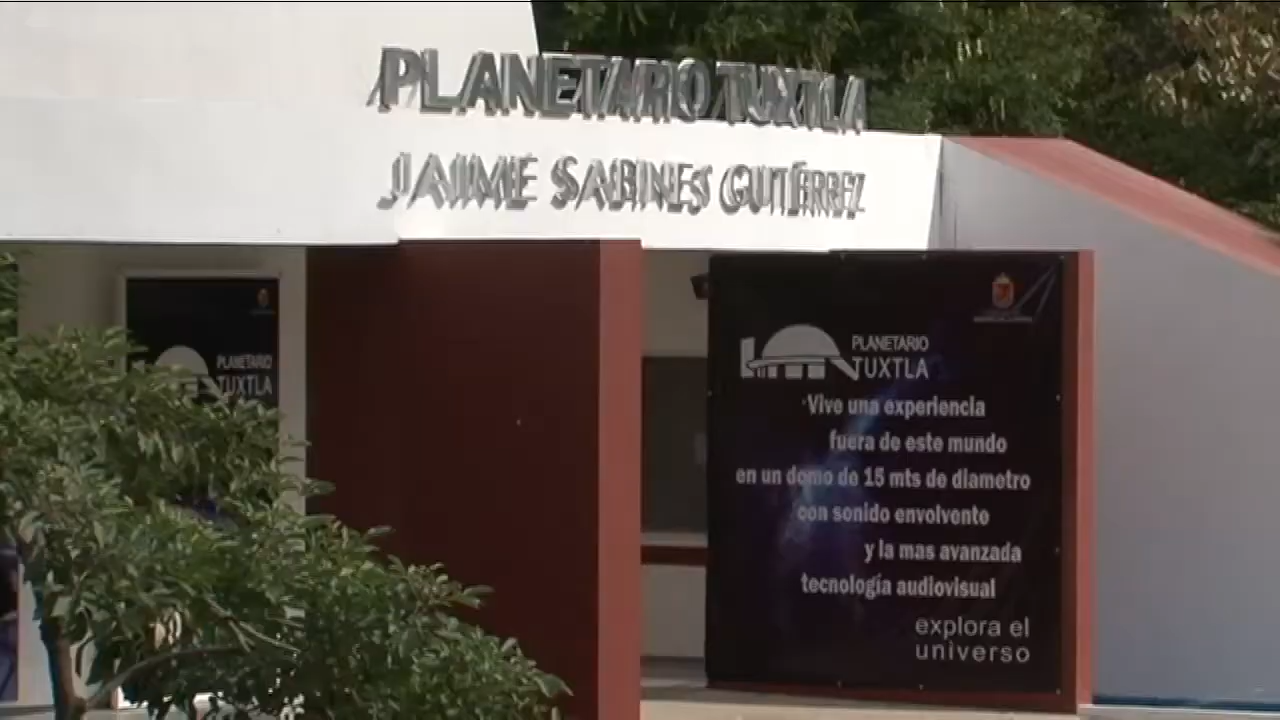 PLANETARIO TUXTLA
JAIME SABINES GUTIÉRREZ
PLANETARIO
TUXTLA
PLANETARIO
TUXTLA
Vive una experiencia
fuera de este mundo
en un domo de 15 mts de diametro
con sonido envolvente
y la mas avanzada
tecnología audiovisual
explora el
universo